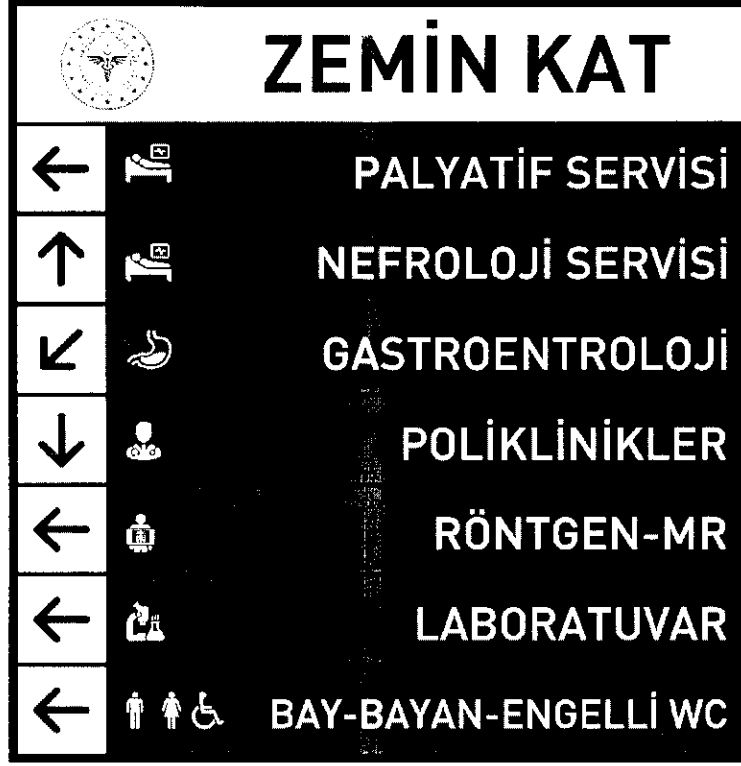 ZEMİN KAT
PALYATİF SERVİSİ
NEFROLOJİ SERVİSİ
GASTROENTROLOJİ
POLİKLİNİKLER
RÖNTGEN-MR
LABORATUVAR
BAY-BAYAN-ENGELLİ WC